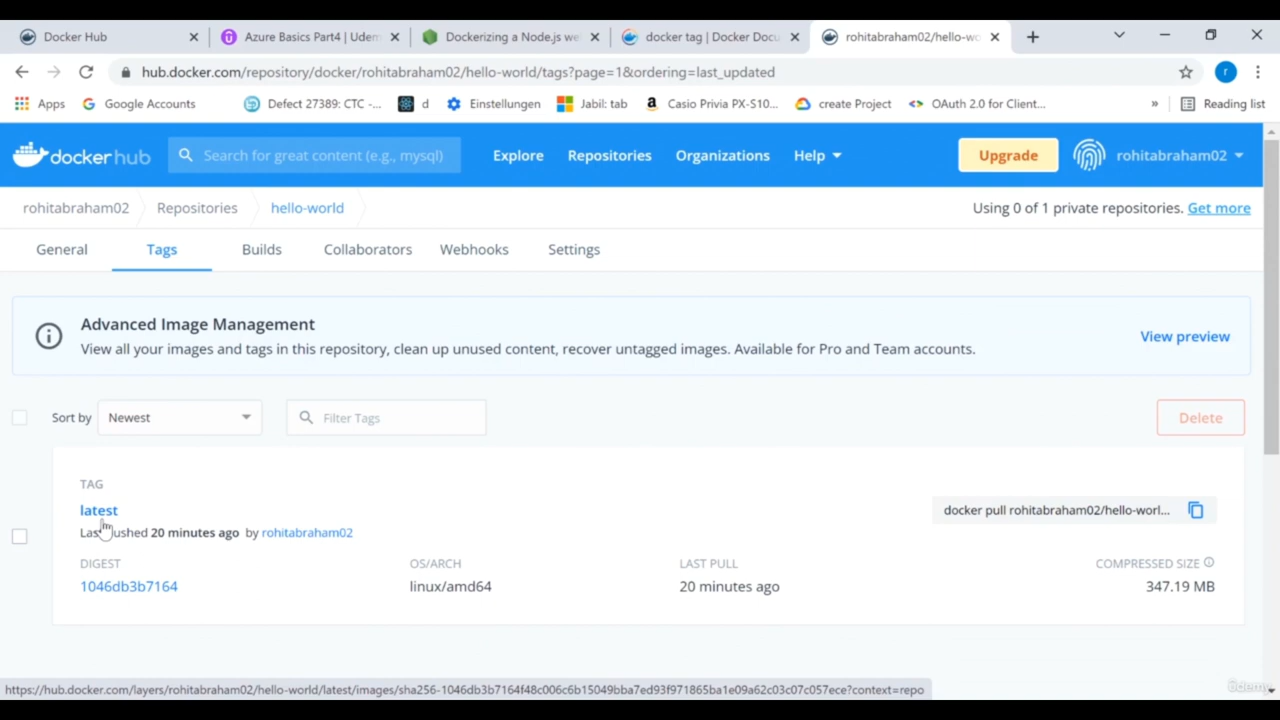 Docker Hub
Azure Basics Part4 | Udem
Dockerizing a Node.js we
docker tag | Docker Docu
rohitabraham02/hello-wo
hub.docker.com/repository/docker/rohitabraham02/hello-world/tags?page=1&ordering=last_updated
r
Apps
Google Accounts
Defect 27389: CTC -...
d
Einstellungen
Jabil: tab
Casio Privia PX-S10...
create Project
OAuth 2.0 for Client...
»
Reading list
dockerhub
Search for great content (e.g., mysql)
Explore
Repositories
Organizations
Help
Upgrade
rohitabraham02
rohitabraham02
Repositories
hello-world
Using 0 of 1 private repositories. Get more
General
Tags
Builds
Collaborators
Webhooks
Settings
Advanced Image Management
View all your images and tags in this repository, clean up unused content, recover untagged images. Available for Pro and Team accounts.
View preview
Sort by
Newest
Filter Tags
Delete
TAG
latest
docker pull rohitabraham02/hello-worl...
Las ushed 20 minutes ago by rohitabraham02
DIGEST
OS/ARCH
LAST PULL
COMPRESSED SIZE
1046db3b7164
linux/amd64
20 minutes ago
347.19 MB
https://hub.docker.com/layers/rohitabraham02/hello-world/latest/images/sha256-1046db3b7164f48c006c6b15049bba7ed93f971865ba1e09a62c03c07c057ece?context=repo
Udemy